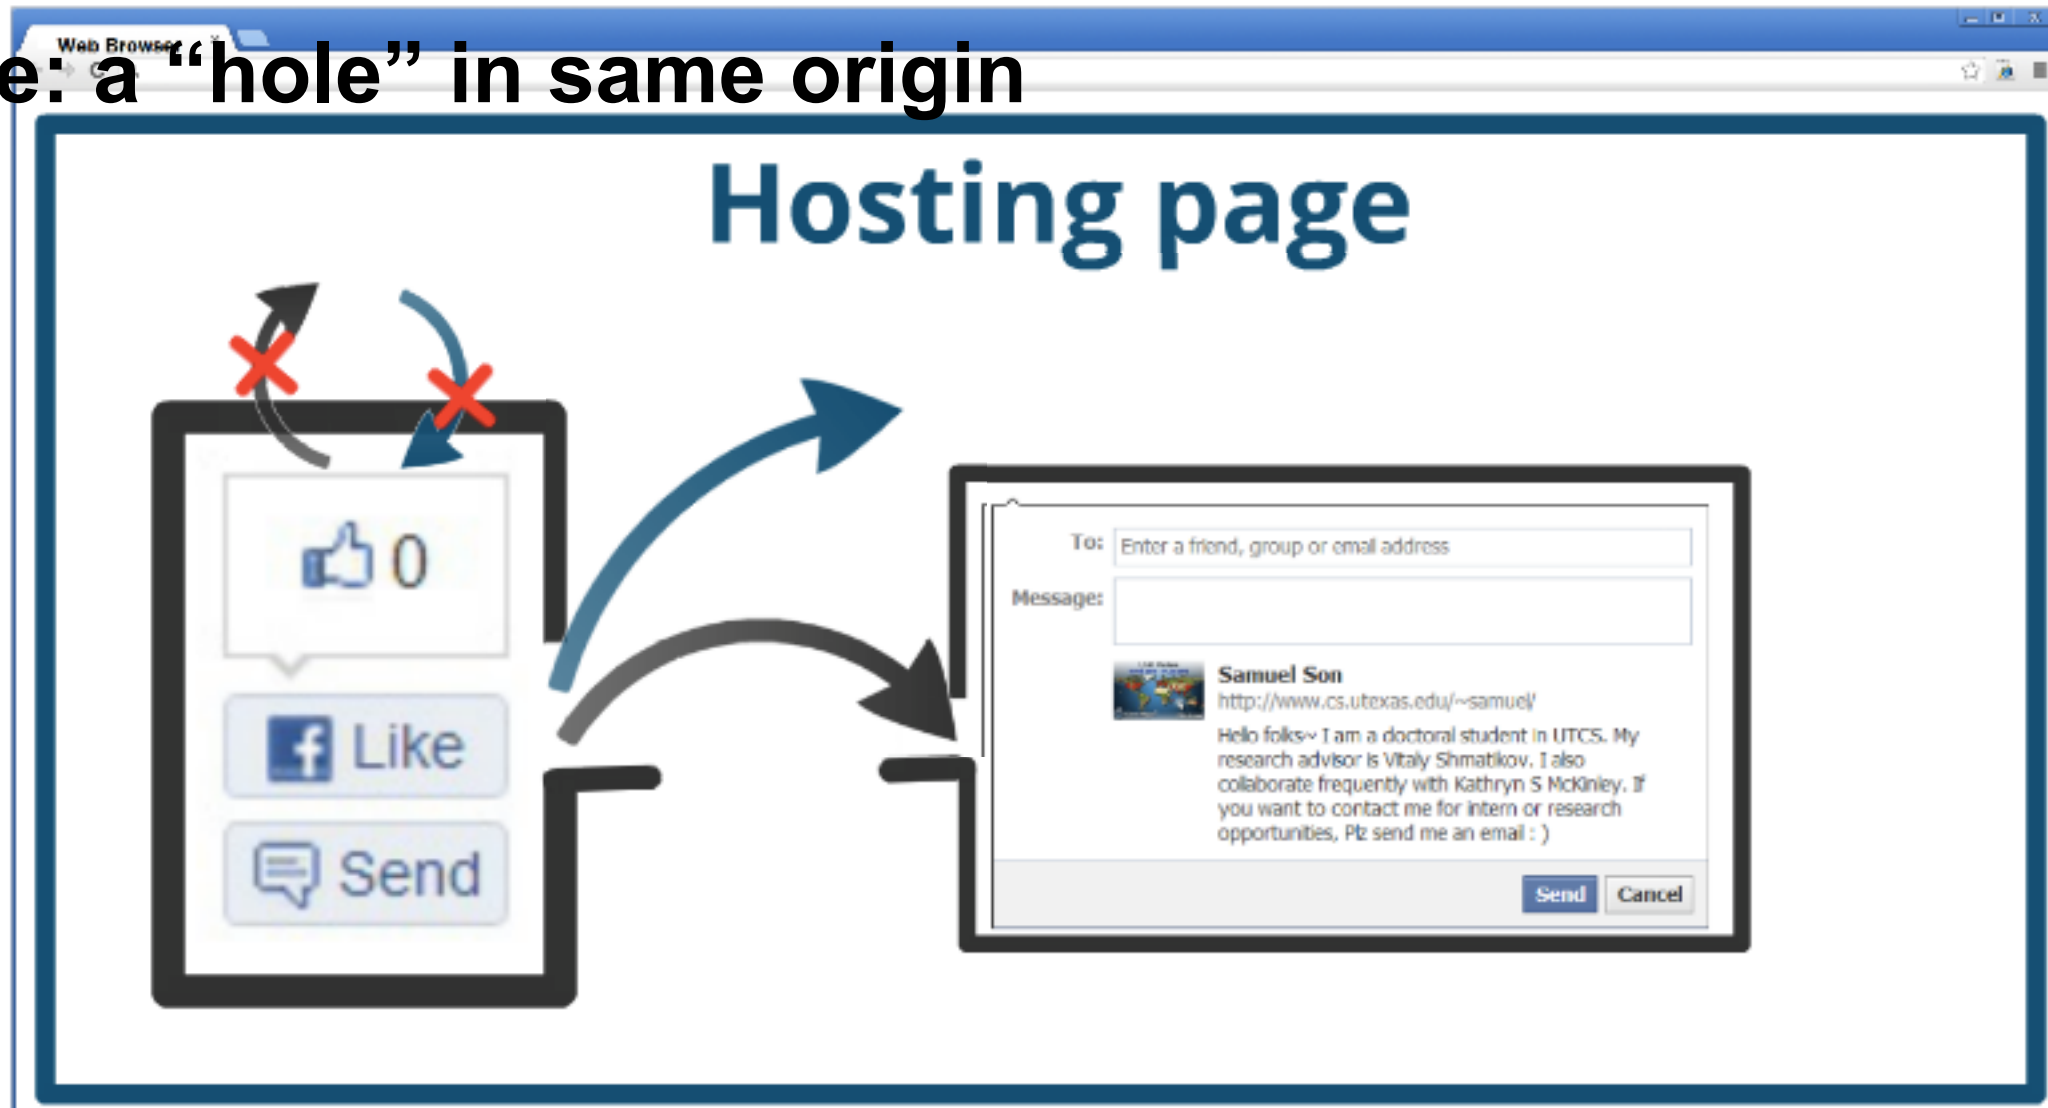 Web Browser
e: a “hole” in same origin
Hosting page
0
Like
Send
To: Enter a friend, group or email address
Message:
Samuel Son
http://www.cs.utexas.edu/~samuel/
Hello folks~ I am a doctoral student in UTCS. My
research advisor is Vitaly Shmatikov. I also
collaborate frequently with Kathryn S McKinley. If
you want to contact me for intern or research
opportunities, Plz send me an email : )
Send Cancel